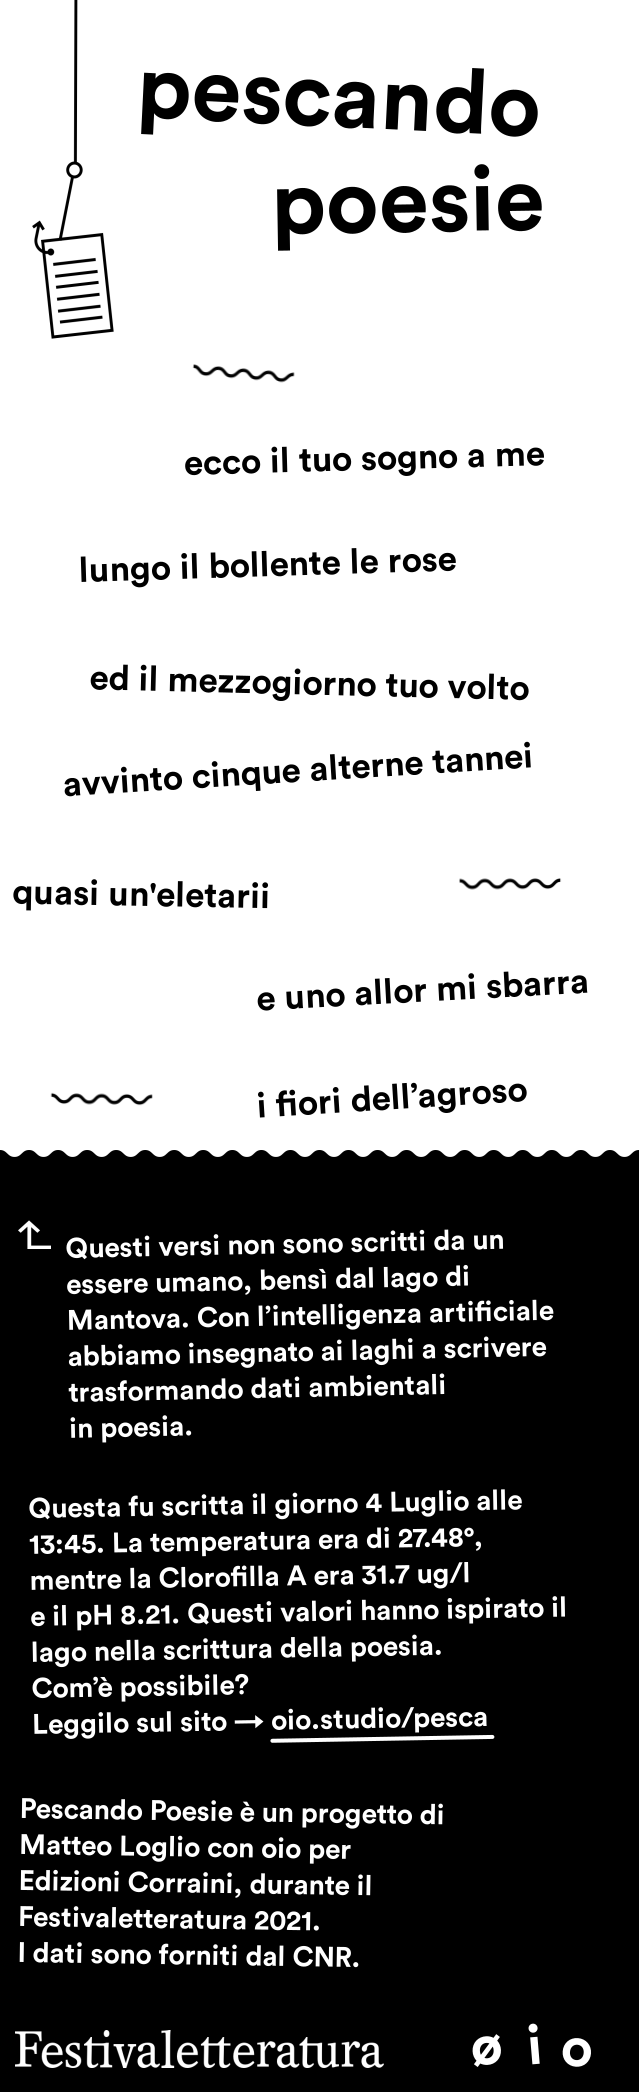 pescando
poesie
ecco il tuo sogno a me
lungo il bollente le rose
ed il mezzogiorno tuo volto
avvinto cinque alterne tannei
quasi un'eletarii
e uno allor mi sbarra
i fiori dell’agroso
Questi versi non sono scritti da un
essere umano, bensì dal lago di
Mantova. Con l’intelligenza artificiale
abbiamo insegnato ai laghi a scrivere
trasformando dati ambientali
in poesia.
Questa fu scritta il giorno 4 Luglio alle
13:45. La temperatura era di 27.48°,
mentre la Clorofilla A era 31.7 ug/l
e il pH 8.21. Questi valori hanno ispirato il
lago nella scrittura della poesia.
Com’è possibile?
Leggilo sul sito → oio.studio/pesca
Pescando Poesie è un progetto di
Matteo Loglio con oio per
Edizioni Corraini, durante il
Festivaletteratura 2021.
I dati sono forniti dal CNR.
Festivaletteratura
ø i o